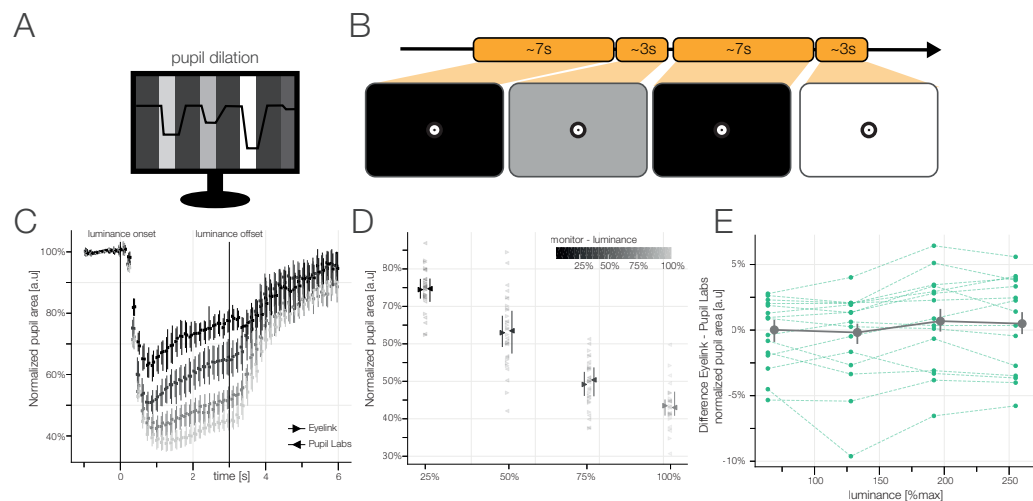 A
pupil dilation
B
~7s
~3s
~7s
~3s
C
luminance onset
luminance offset
Normalized pupil area [a.u]
100%
80%
60%
40%
Eyelink
Pupil Labs
0
2
4
6
time [s]
D
monitor - luminance
25%
50%
75%
100%
Normalized pupil area [a.u]
80%
70%
60%
50%
40%
30%
25%
50%
75%
100%
E
Difference Eyelink - Pupil Labs
normalized pupil area [a.u]
5%
0%
-5%
-10%
100
150
200
250
luminance [%max]